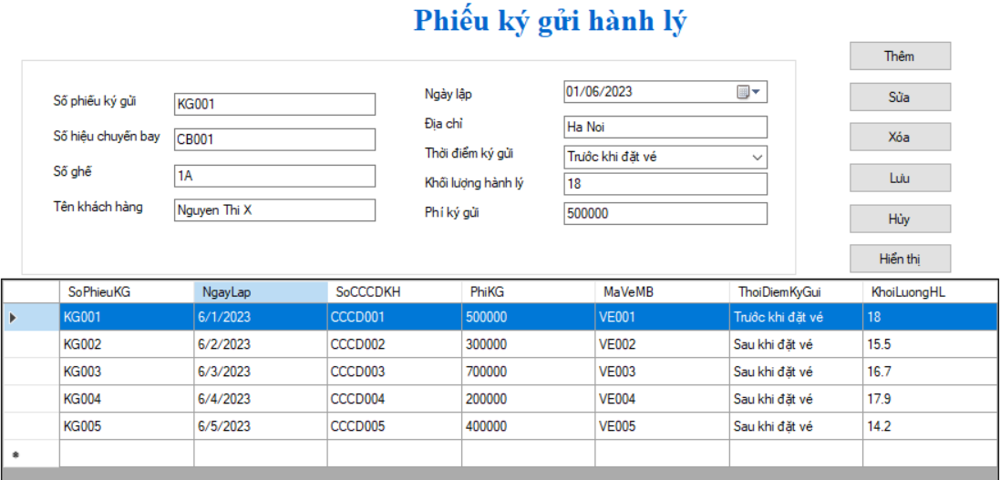 Phiếu ký gửi hành lý
Thêm
Sửa
Xóa
Lưu
Hủy
Hiển thị
Số phiếu ký gửi KG001
Số hiệu chuyến bay CB001
Số ghế 1A
Tên khách hàng Nguyen Thi X
Ngày lập 01/06/2023
Địa chỉ Ha Noi
Thời điểm ký gửi Trước khi đặt vé
Khối lượng hành lý 18
Phí ký gửi 500000
SoPhieuKG NgayLap SoCCCDKH PhiKG MaVeMB ThoiDiemKyGui KhoiLuongHL
KG001 6/1/2023 CCCD001 500000 VE001 Trước khi đặt vé 18
KG002 6/2/2023 CCCD002 300000 VE002 Sau khi đặt vé 15.5
KG003 6/3/2023 CCCD003 700000 VE003 Sau khi đặt vé 16.7
KG004 6/4/2023 CCCD004 200000 VE004 Sau khi đặt vé 17.9
KG005 6/5/2023 CCCD005 400000 VE005 Sau khi đặt vé 14.2